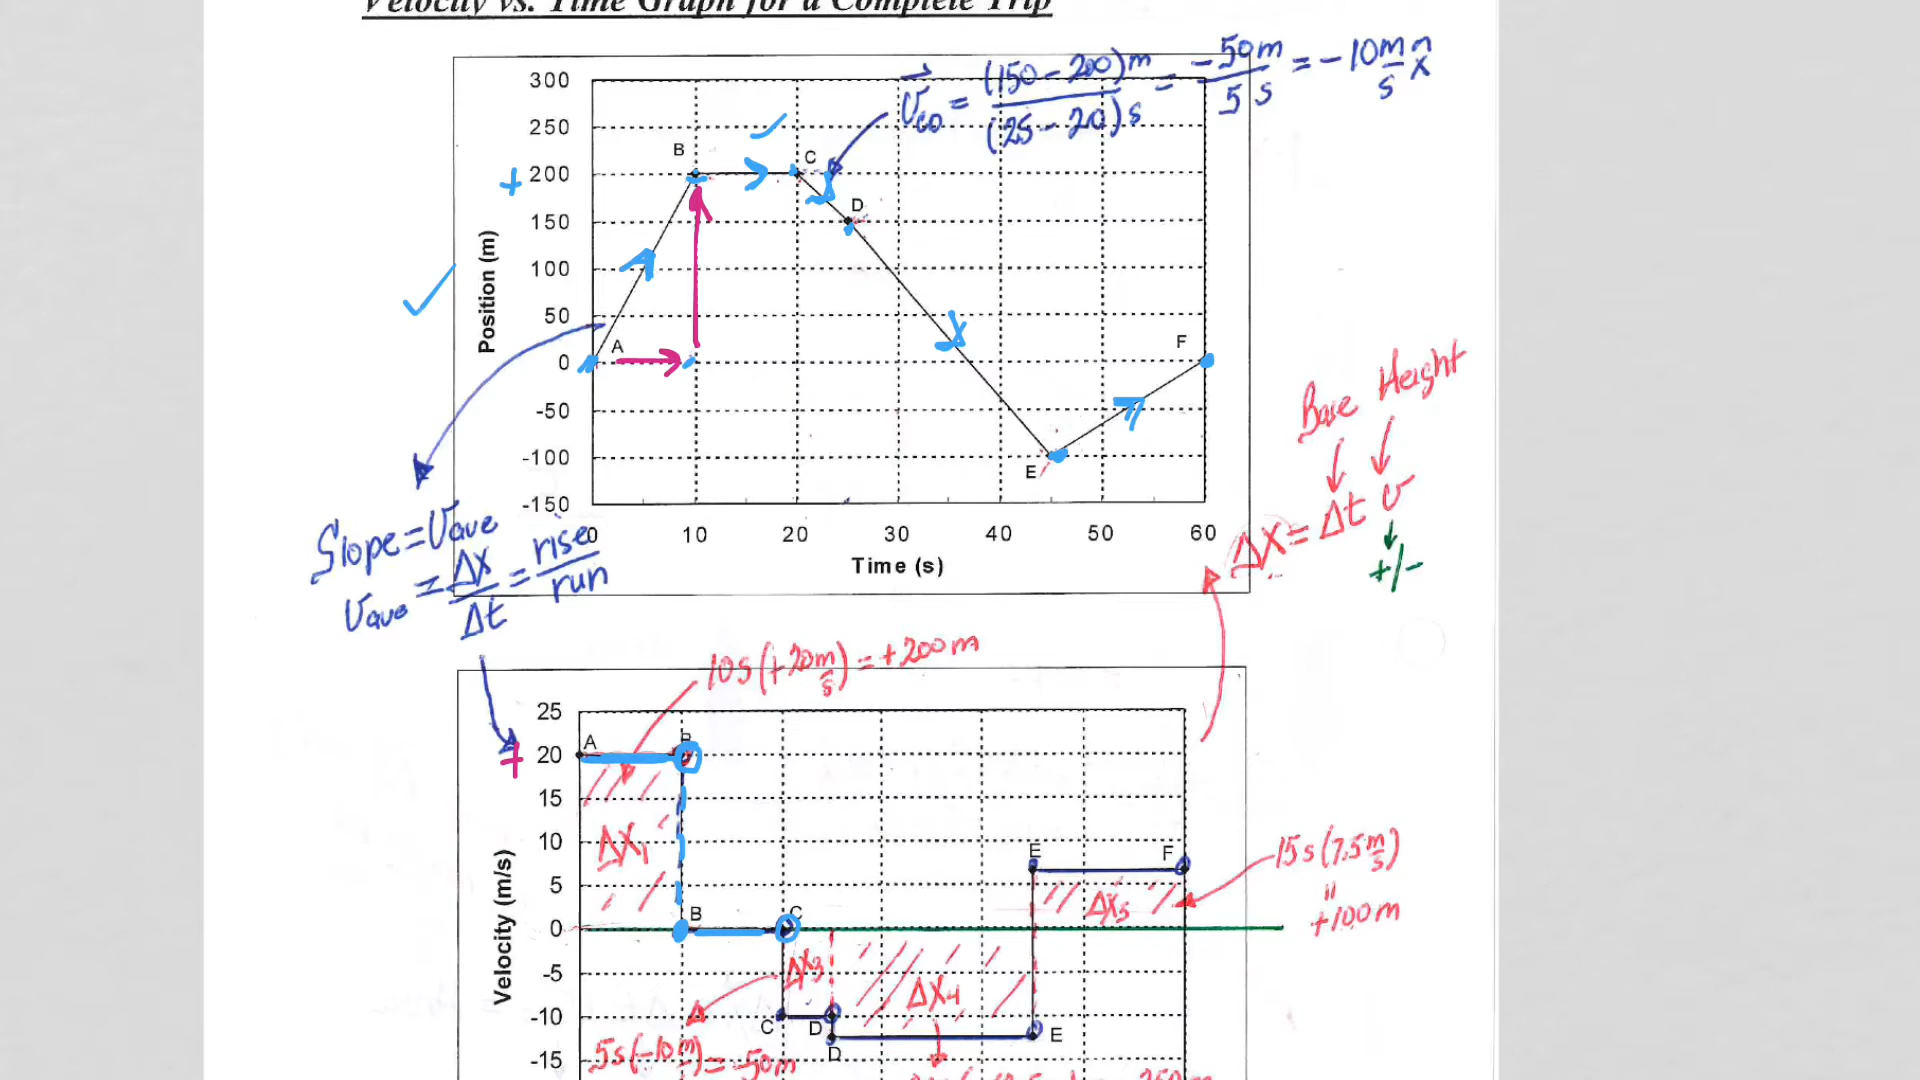 Velocity vs. Time Graph for a Complete Trip
v⃗CD = (150 - 200)m / (25 - 20)s = -50m / 5s = -10 m/s x̂
300
250
B
C
+ 200
D
150
Position (m)
100
50
A
F
0
-50
-100
E
-150
0 10 20 30 40 50 60
Time (s)
Base Height
Δx = Δt v
+/-
Slope = Vave
Vave = Δx/Δt = rise/run
10s(+20 m/s) = +200m
25
A
B
+ 20
15
10
ΔX1
E
F
15s(7.5 m/s)
"
+100m
5
ΔX5
Velocity (m/s)
B
C
0
-5
ΔX3
ΔX4
-10
C
D
E
D
-15
5s(-10 m/s) = -50m